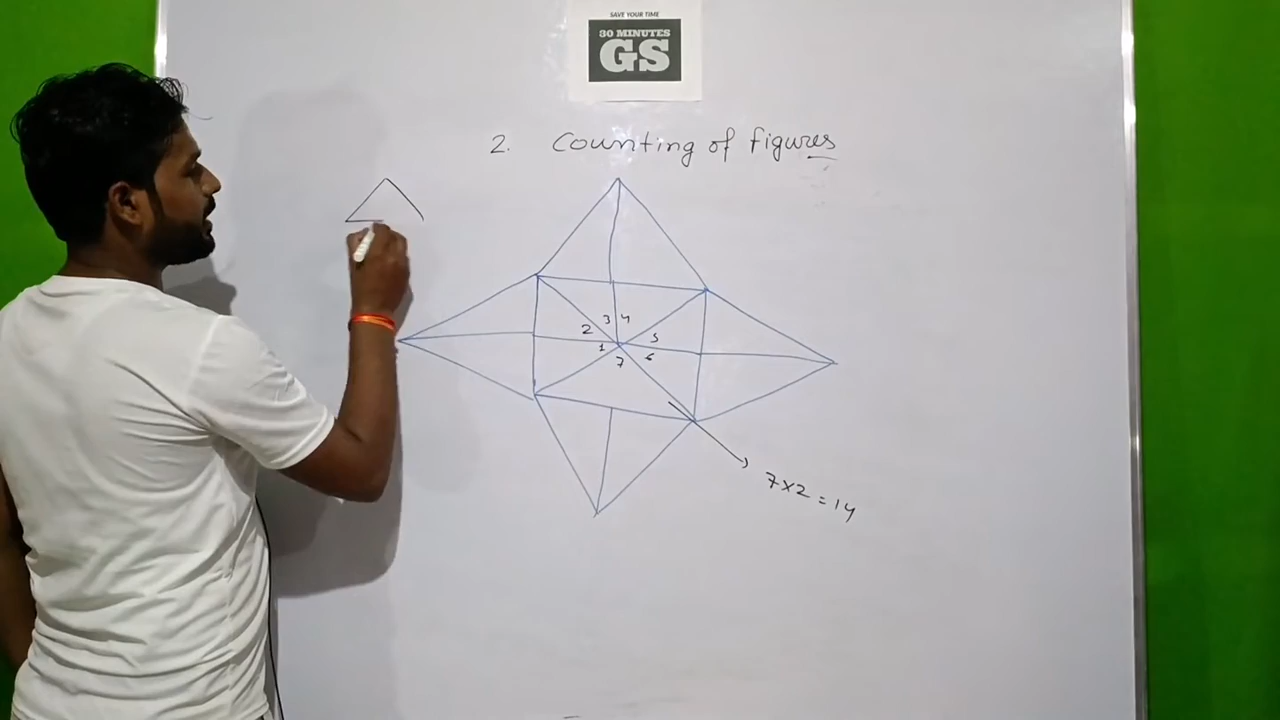 SAVE YOUR TIME
30 MINUTES
GS
2. Counting of figures
3 4
2 5
1 6
7
7x2 = 14